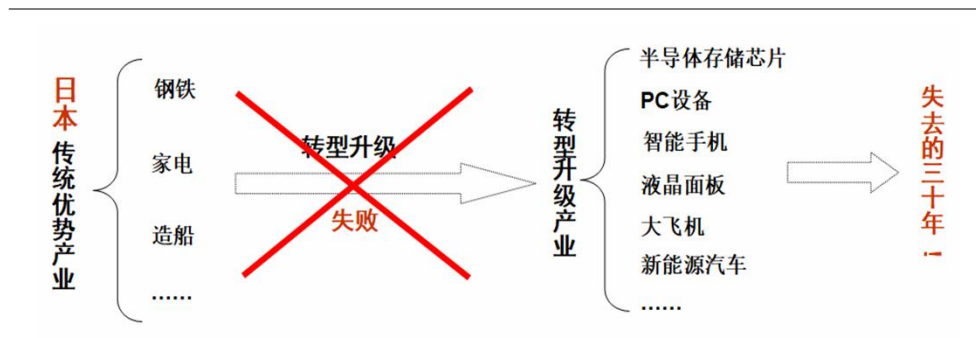 日本传统优势产业
钢铁
家电
造船
......
转型升级
失败
转型升级产业
半导体存储芯片
PC设备
智能手机
液晶面板
大飞机
新能源汽车
......
失去的三十年！